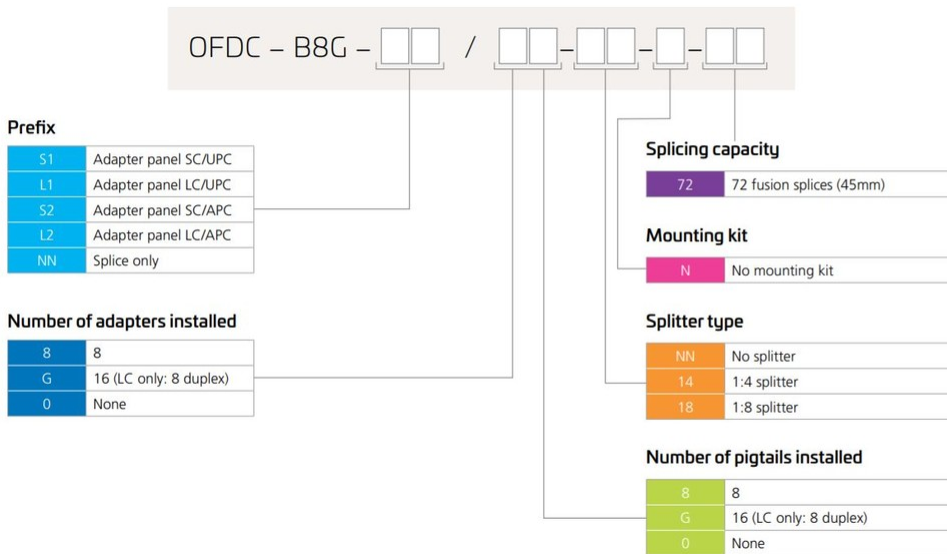 OFDC – B8G – / – – –
Prefix
S1 Adapter panel SC/UPC
L1 Adapter panel LC/UPC
S2 Adapter panel SC/APC
L2 Adapter panel LC/APC
NN Splice only
Number of adapters installed
8 8
G 16 (LC only: 8 duplex)
0 None
Splicing capacity
72 72 fusion splices (45mm)
Mounting kit
N No mounting kit
Splitter type
NN No splitter
14 1:4 splitter
18 1:8 splitter
Number of pigtails installed
8 8
G 16 (LC only: 8 duplex)
0 None